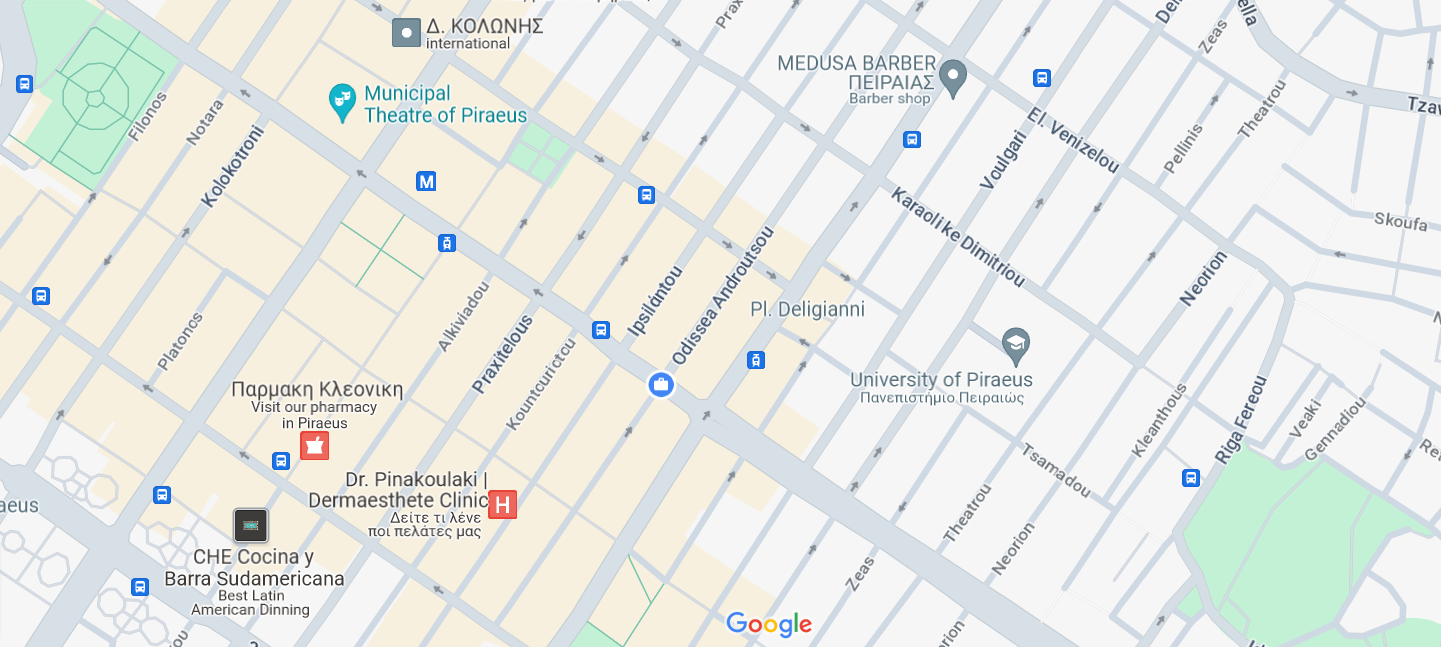 Δ. ΚΟΛΩΝΗΣ
international
MEDUSA BARBER
ΠΕΙΡΑΙΑΣ
Barber shop
Municipal
Theatre of Piraeus
Filonos
Notara
Kolokotroni
Zeas
Theatrou
Pellinis
El. Venizelou
Voulgari
Karaoli ke Dimitriou
Skoufa
Neorion
Odissea Androutsou
Ipsilántou
Pl. Deligianni
Alkiviadou
Praxitelous
Platonos
University of Piraeus
Πανεπιστήμιο Πειραιώς
Παρμακη Κλεονικη
Visit our pharmacy
in Piraeus
Kleanthous
Riga Fereou
Veaki
Gennadiou
Tsamadou
Dr. Pinakoulaki |
Dermaesthete Clinic
H
Δείτε τι λένε
ποι πελάτες μας
M
Theatrou
Neorion
Zeas
CHE Cocina y
Barra Sudamericana
Best Latin
American Dinning
Google